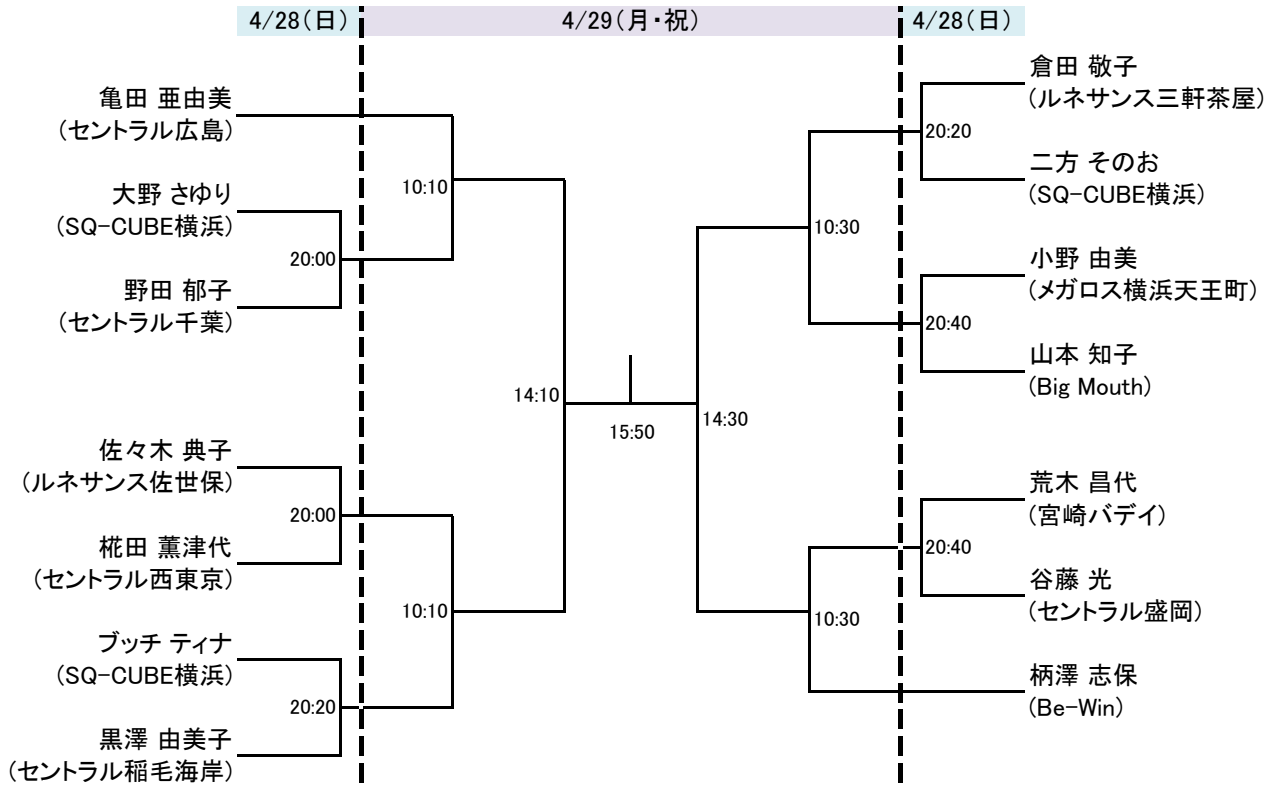 4/28(日)
4/29(月・祝)
4/28(日)
亀田 亜由美
(セントラル広島)
大野 さゆり
(SQ-CUBE横浜)
野田 郁子
(セントラル千葉)
佐々木 典子
(ルネサンス佐世保)
椛田 薫津代
(セントラル西東京)
ブッチ ティナ
(SQ-CUBE横浜)
黒澤 由美子
(セントラル稲毛海岸)
20:00
20:00
20:20
10:10
10:10
14:10
15:50
14:30
10:30
10:30
20:20
20:40
20:40
倉田 敬子
(ルネサンス三軒茶屋)
二方 そのお
(SQ-CUBE横浜)
小野 由美
(メガロス横浜天王町)
山本 知子
(Big Mouth)
荒木 昌代
(宮崎バデイ)
谷藤 光
(セントラル盛岡)
柄澤 志保
(Be-Win)